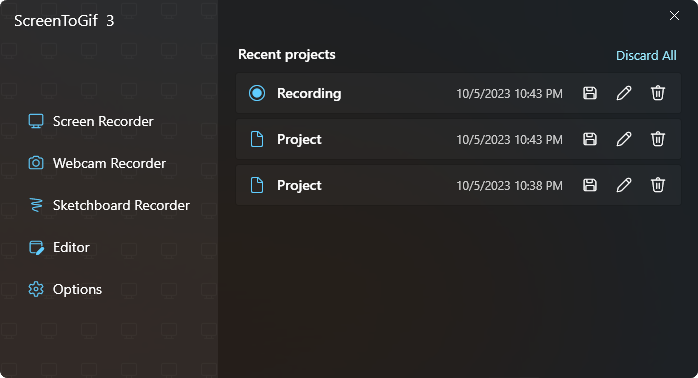 ScreenToGif 3
Screen Recorder
Webcam Recorder
Sketchboard Recorder
Editor
Options
Recent projects
Discard All
Recording 10/5/2023 10:43 PM
Project 10/5/2023 10:43 PM
Project 10/5/2023 10:38 PM